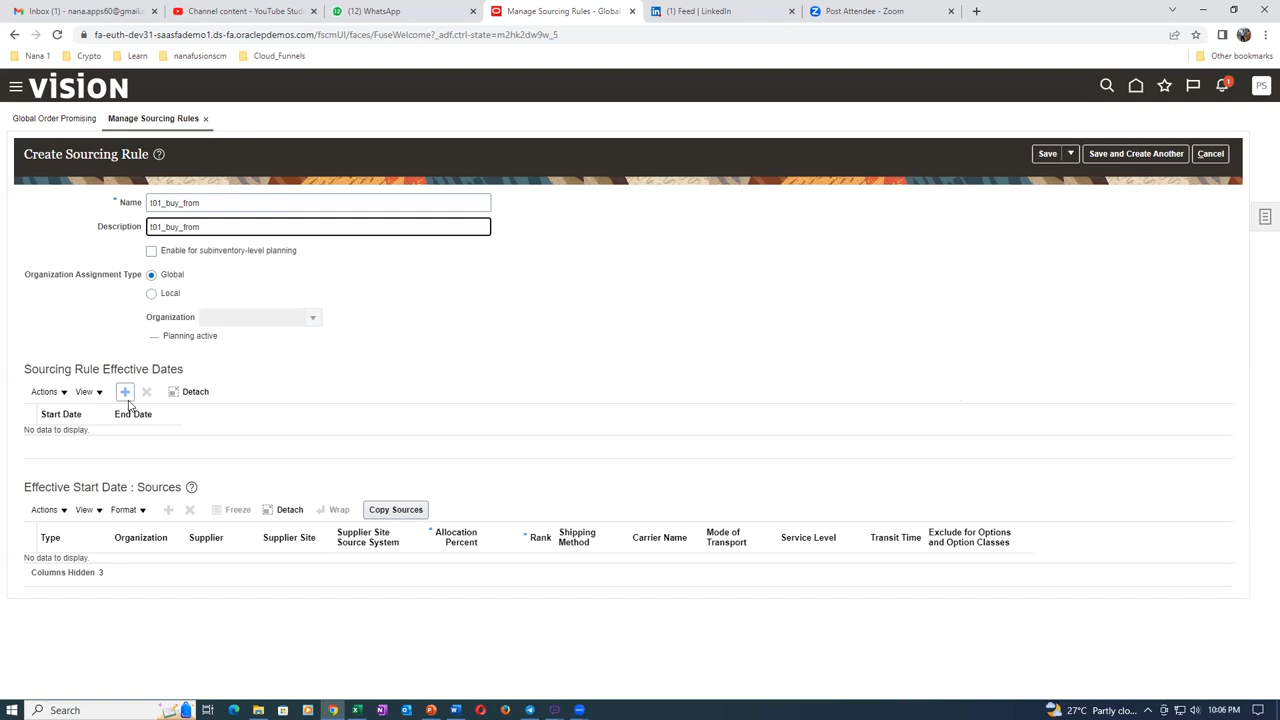 Inbox (1) - nana.apps60@gmail.c
Channel content - YouTube Stud
(12) WhatsApp
Manage Sourcing Rules - Global
(1) Feed | LinkedIn
Post Attendee - Zoom
fa-euth-dev31-saasfademo1.ds-fa.oraclepdemos.com/fscmUI/faces/FuseWelcome?_adf.ctrl-state=m2hk2dw9w_5
Nana 1
Crypto
Learn
nanafusionscm
Cloud_Funnels
Other bookmarks
VISION
1
PS
Global Order Promising
Manage Sourcing Rules
Create Sourcing Rule
Save
Save and Create Another
Cancel
* Name t01_buy_from
Description t01_buy_from
Enable for subinventory-level planning
Organization Assignment Type
Global
Local
Organization
Planning active
Sourcing Rule Effective Dates
Actions
View
Detach
Start Date
End Date
No data to display.
Effective Start Date : Sources
Actions
View
Format
Freeze
Detach
Wrap
Copy Sources
Type
Organization
Supplier
Supplier Site
Supplier Site Source System
* Allocation Percent
* Rank
Shipping Method
Carrier Name
Mode of Transport
Service Level
Transit Time
Exclude for Options and Option Classes
No data to display.
Columns Hidden 3
Search
27°C Partly clo...
ENG
10:06 PM